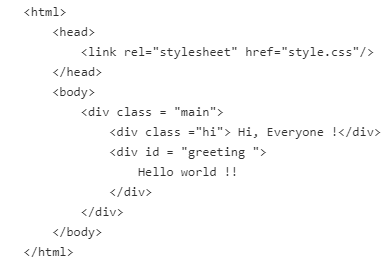 <html>
<head>
<link rel="stylesheet" href="style.css"/>
</head>
<body>
<div class = "main">
<div class ="hi"> Hi, Everyone !</div>
<div id = "greeting ">
Hello world !!
</div>
</div>
</body>
</html>